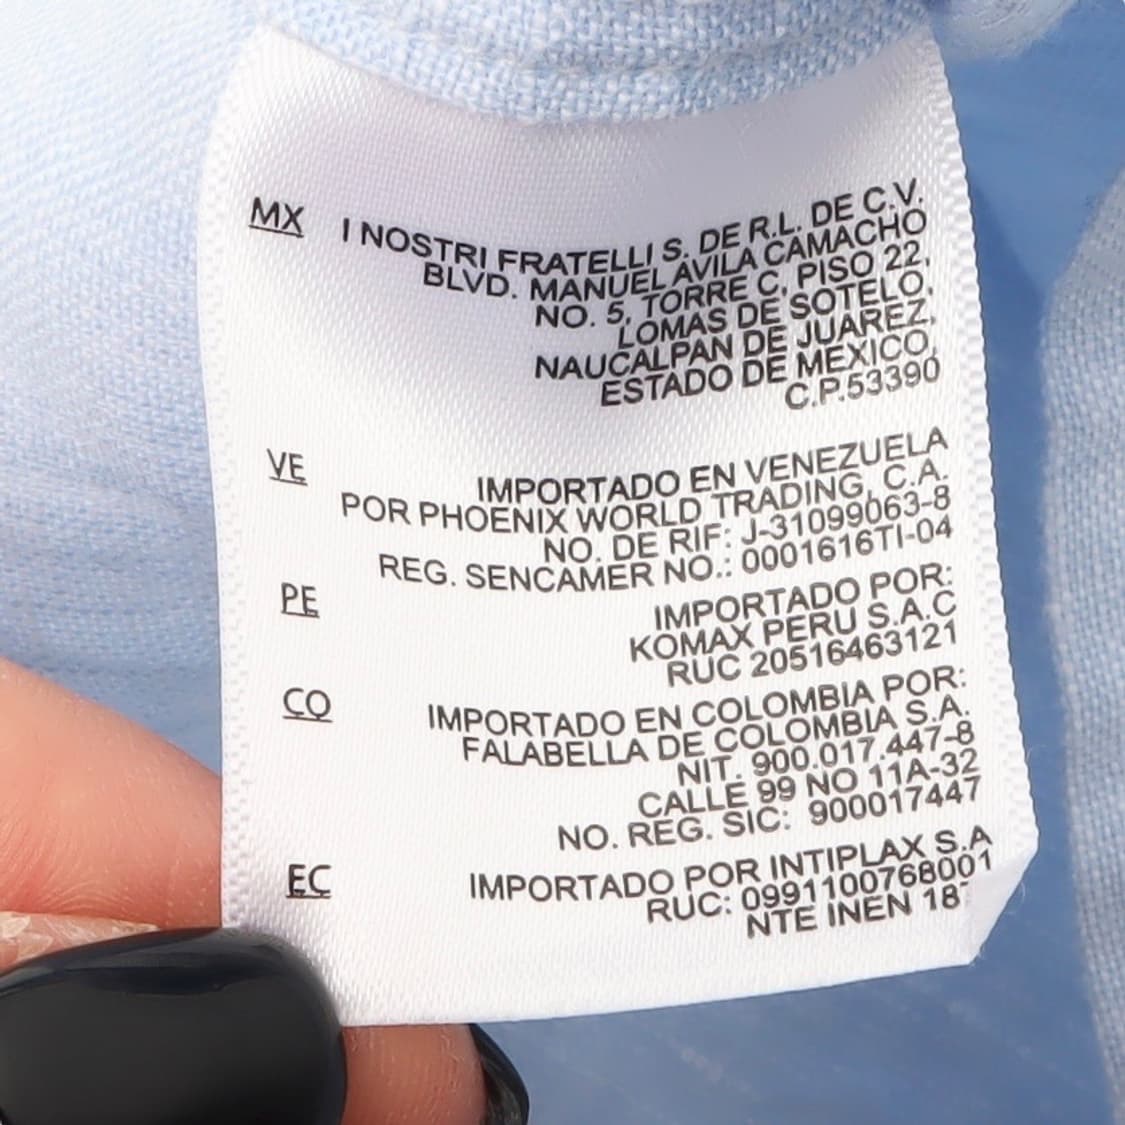 MX I NOSTRI FRATELLI S. DE R.L. DE C.V.
BLVD. MANUEL AVILA CAMACHO
NO. 5, TORRE C, PISO 22,
LOMAS DE SOTELO,
NAUCALPAN DE JUAREZ,
ESTADO DE MEXICO,
C.P.53390
VE IMPORTADO EN VENEZUELA
POR PHOENIX WORLD TRADING, C.A.
NO. DE RIF: J-31099063-8
REG. SENCAMER NO.: 0001616TI-04
PE IMPORTADO POR:
KOMAX PERU S.A.C
RUC 20516463121
CO IMPORTADO EN COLOMBIA POR:
FALABELLA DE COLOMBIA S.A.
NIT. 900.017.447-8
CALLE 99 NO 11A-32
NO. REG. SIC: 900017447
EC IMPORTADO POR INTIPLAX S.A
RUC: 0991100768001
NTE INEN